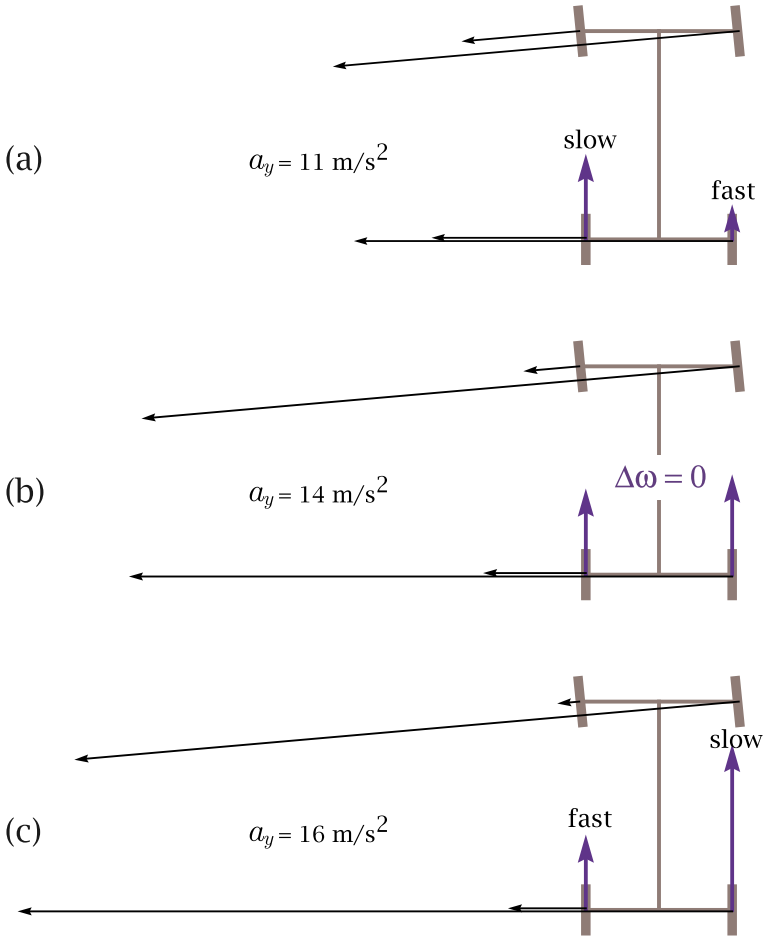 slow
(a) a_y = 11 m/s²
fast
(b) a_y = 14 m/s²
Δω = 0
slow
fast
(c) a_y = 16 m/s²